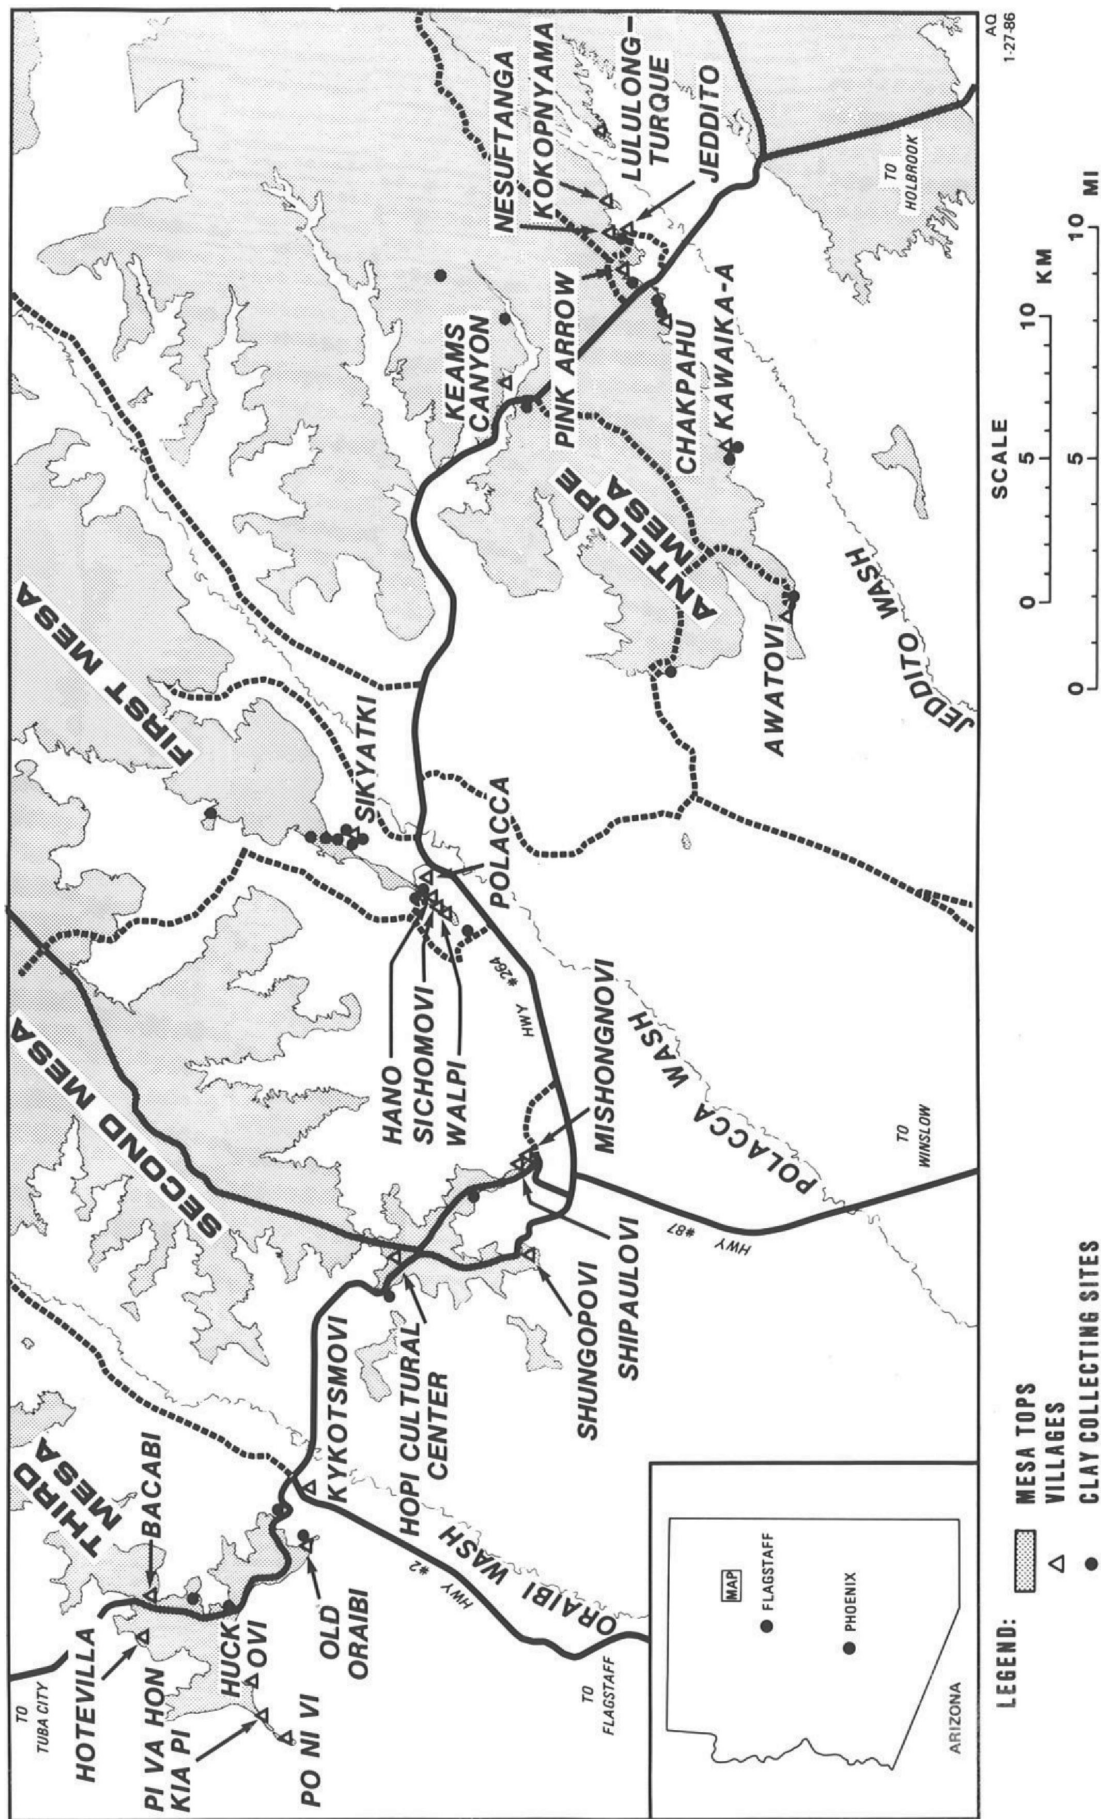 TO
TUBA CITY
HOTEVILLA
PI VA HON
KIA PI
HUCK
OVI
PO NI VI
THIRD
MESA
BACABI
OLD
ORAIBI
KYKOTSMOVI
HWY #2
ORAIBI WASH
TO
FLAGSTAFF
HOPI CULTURAL
CENTER
SECOND MESA
SHUNGOPOVI
SHIPAULOVI
MISHONGNOVI
HWY #87
TO
WINSLOW
POLACCA WASH
HWY #264
HANO
SICHOMOVI
WALPI
POLACCA
FIRST MESA
SIKYATKI
KEAMS
CANYON
ANTELOPE
MESA
AWATOVI
JEDDITO WASH
PINK ARROW
CHAKPAHU
KAWAIKA-A
NESUFTANGA
KOKOPNYAMA
LULULONG-
TURQUE
JEDDITO
TO
HOLBROOK
MAP
FLAGSTAFF
PHOENIX
ARIZONA
LEGEND:
MESA TOPS
VILLAGES
CLAY COLLECTING SITES
SCALE
0 5 10 KM
0 5 10 MI
AQ
1-27-86